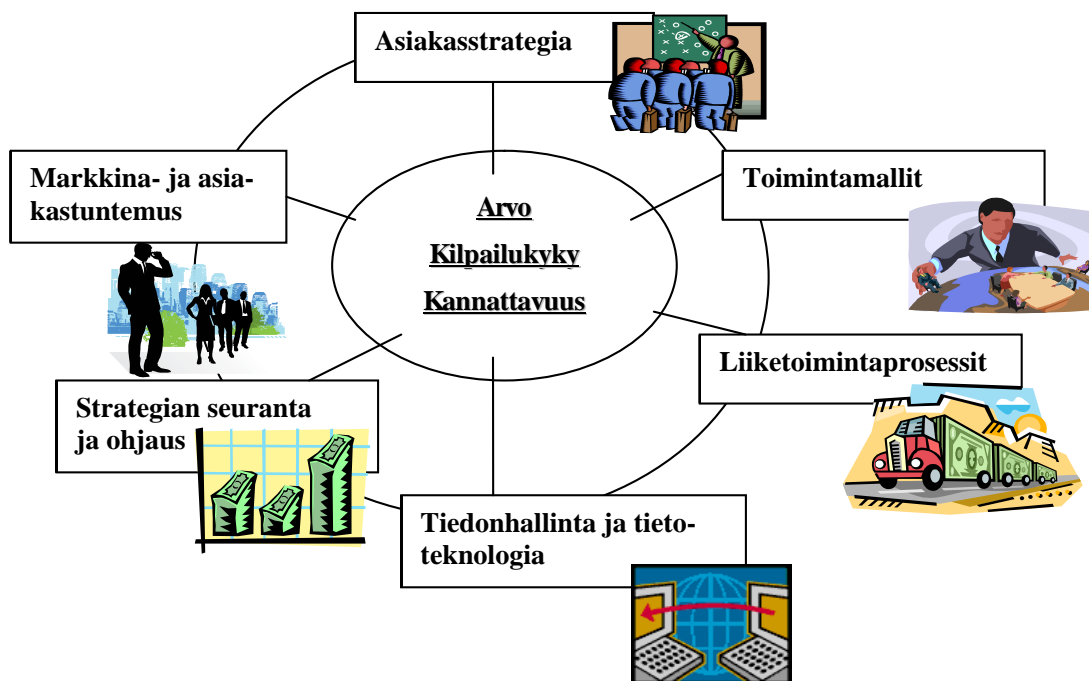 Asiakasstrategia
Markkina- ja asia-
kastuntemus
Toimintamallit
Arvo
Kilpailukyky
Kannattavuus
Liiketoimintaprosessit
Strategian seuranta
ja ohjaus
Tiedonhallinta ja tieto-
teknologia